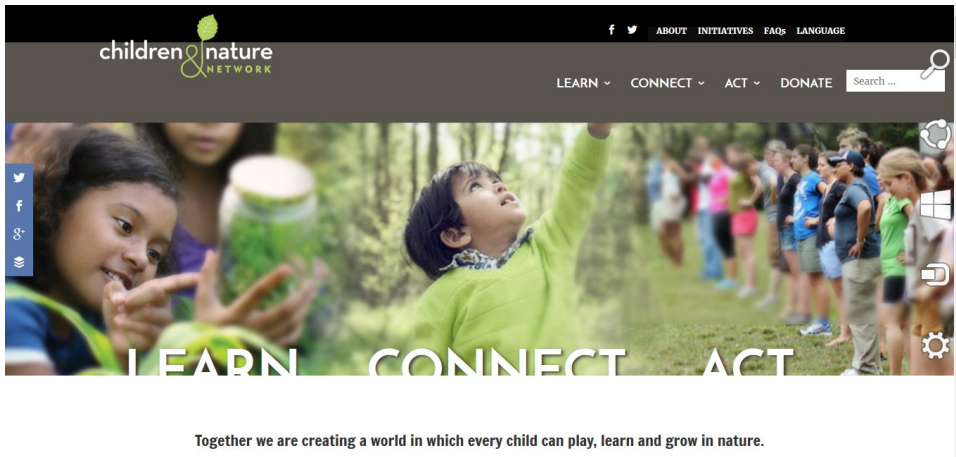 ABOUT INITIATIVES FAQs LANGUAGE
children & nature
NETWORK
LEARN CONNECT ACT DONATE Search ...
g+
LEARN CONNECT ACT
Together we are creating a world in which every child can play, learn and grow in nature.